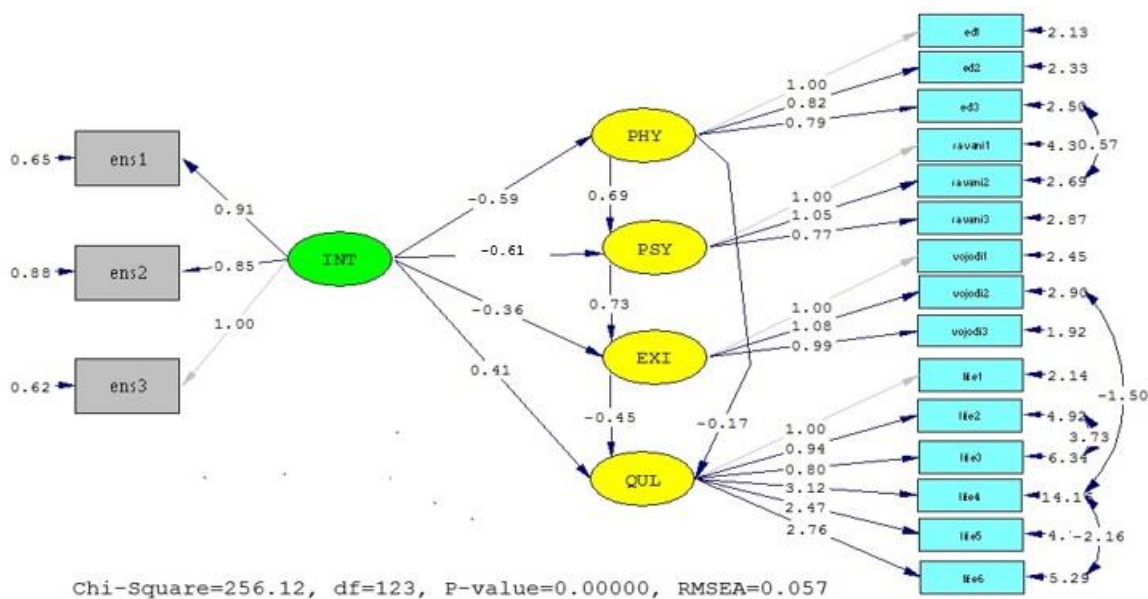 ed1
2.13
ed2
2.33
1.00
0.82
0.79
ed3
2.50
PHY
ravani1
4.30
0.57
0.65
ens1
ravani2
2.69
-0.59
0.69
1.00
1.05
0.77
0.91
ravani3
2.87
INT
-0.61
PSY
vojodi1
2.45
0.88
ens2
0.85
vojodi2
2.90
-0.36
0.73
1.00
1.08
0.99
1.00
vojodi3
1.92
EXI
0.41
life1
2.14
0.62
ens3
-1.50
-0.45
-0.17
1.00
0.94
0.80
3.12
2.47
2.76
life2
4.92
3.73
life3
6.34
QUL
life4
life5
-2.16
life6
5.29
Chi-Square=256.12, df=123, P-value=0.00000, RMSEA=0.057